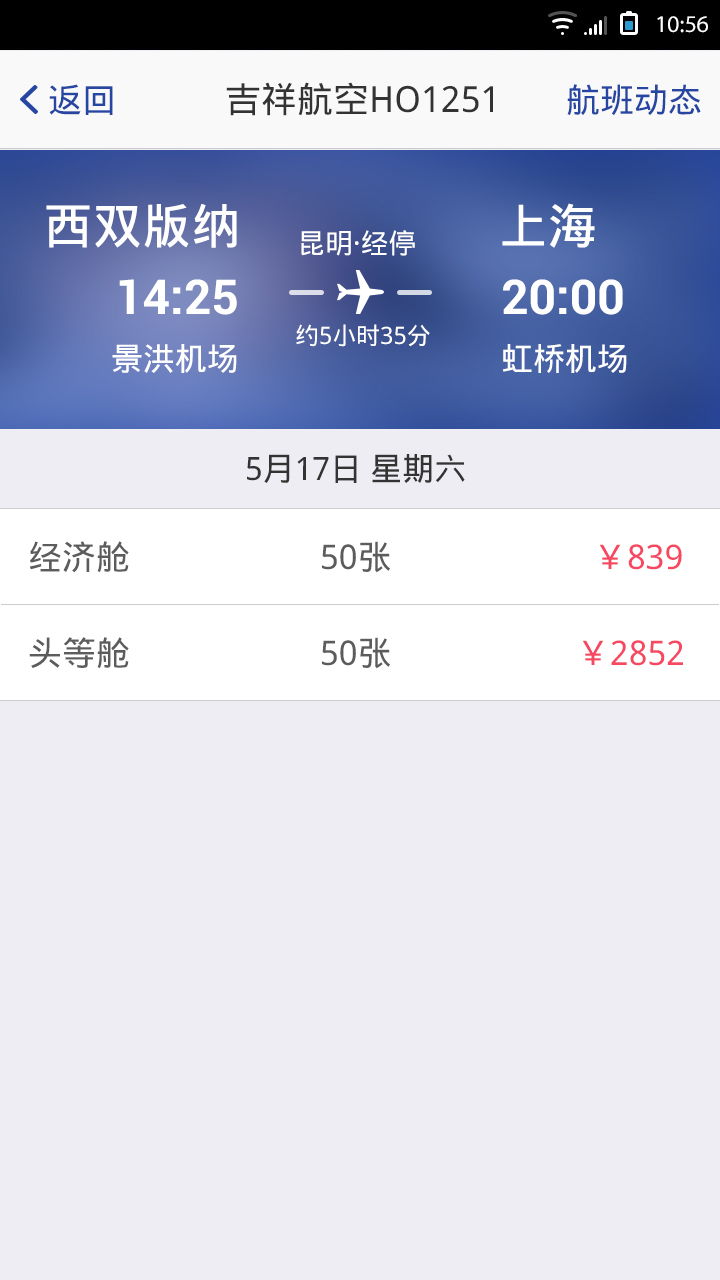 10:56
返回 吉祥航空HO1251 航班动态
西双版纳 上海
昆明·经停
14:25 20:00
约5小时35分
景洪机场 虹桥机场
5月17日 星期六
经济舱 50张 ￥839
头等舱 50张 ￥2852